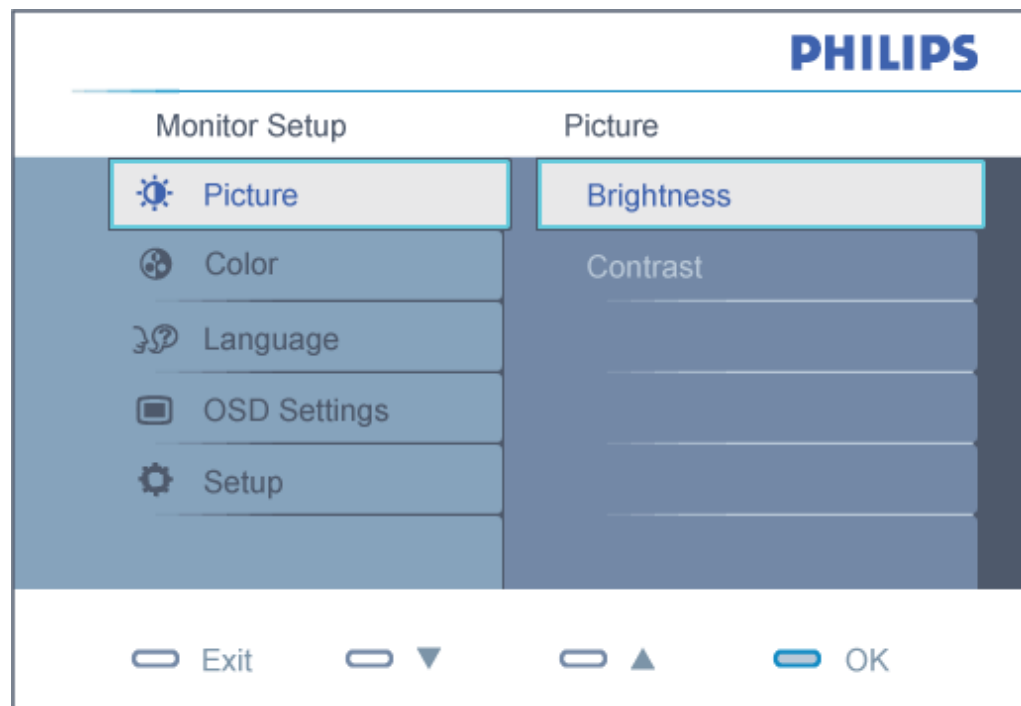 PHILIPS
Monitor Setup
Picture
Picture
Brightness
Color
Contrast
Language
OSD Settings
Setup
Exit ▼ ▲ OK